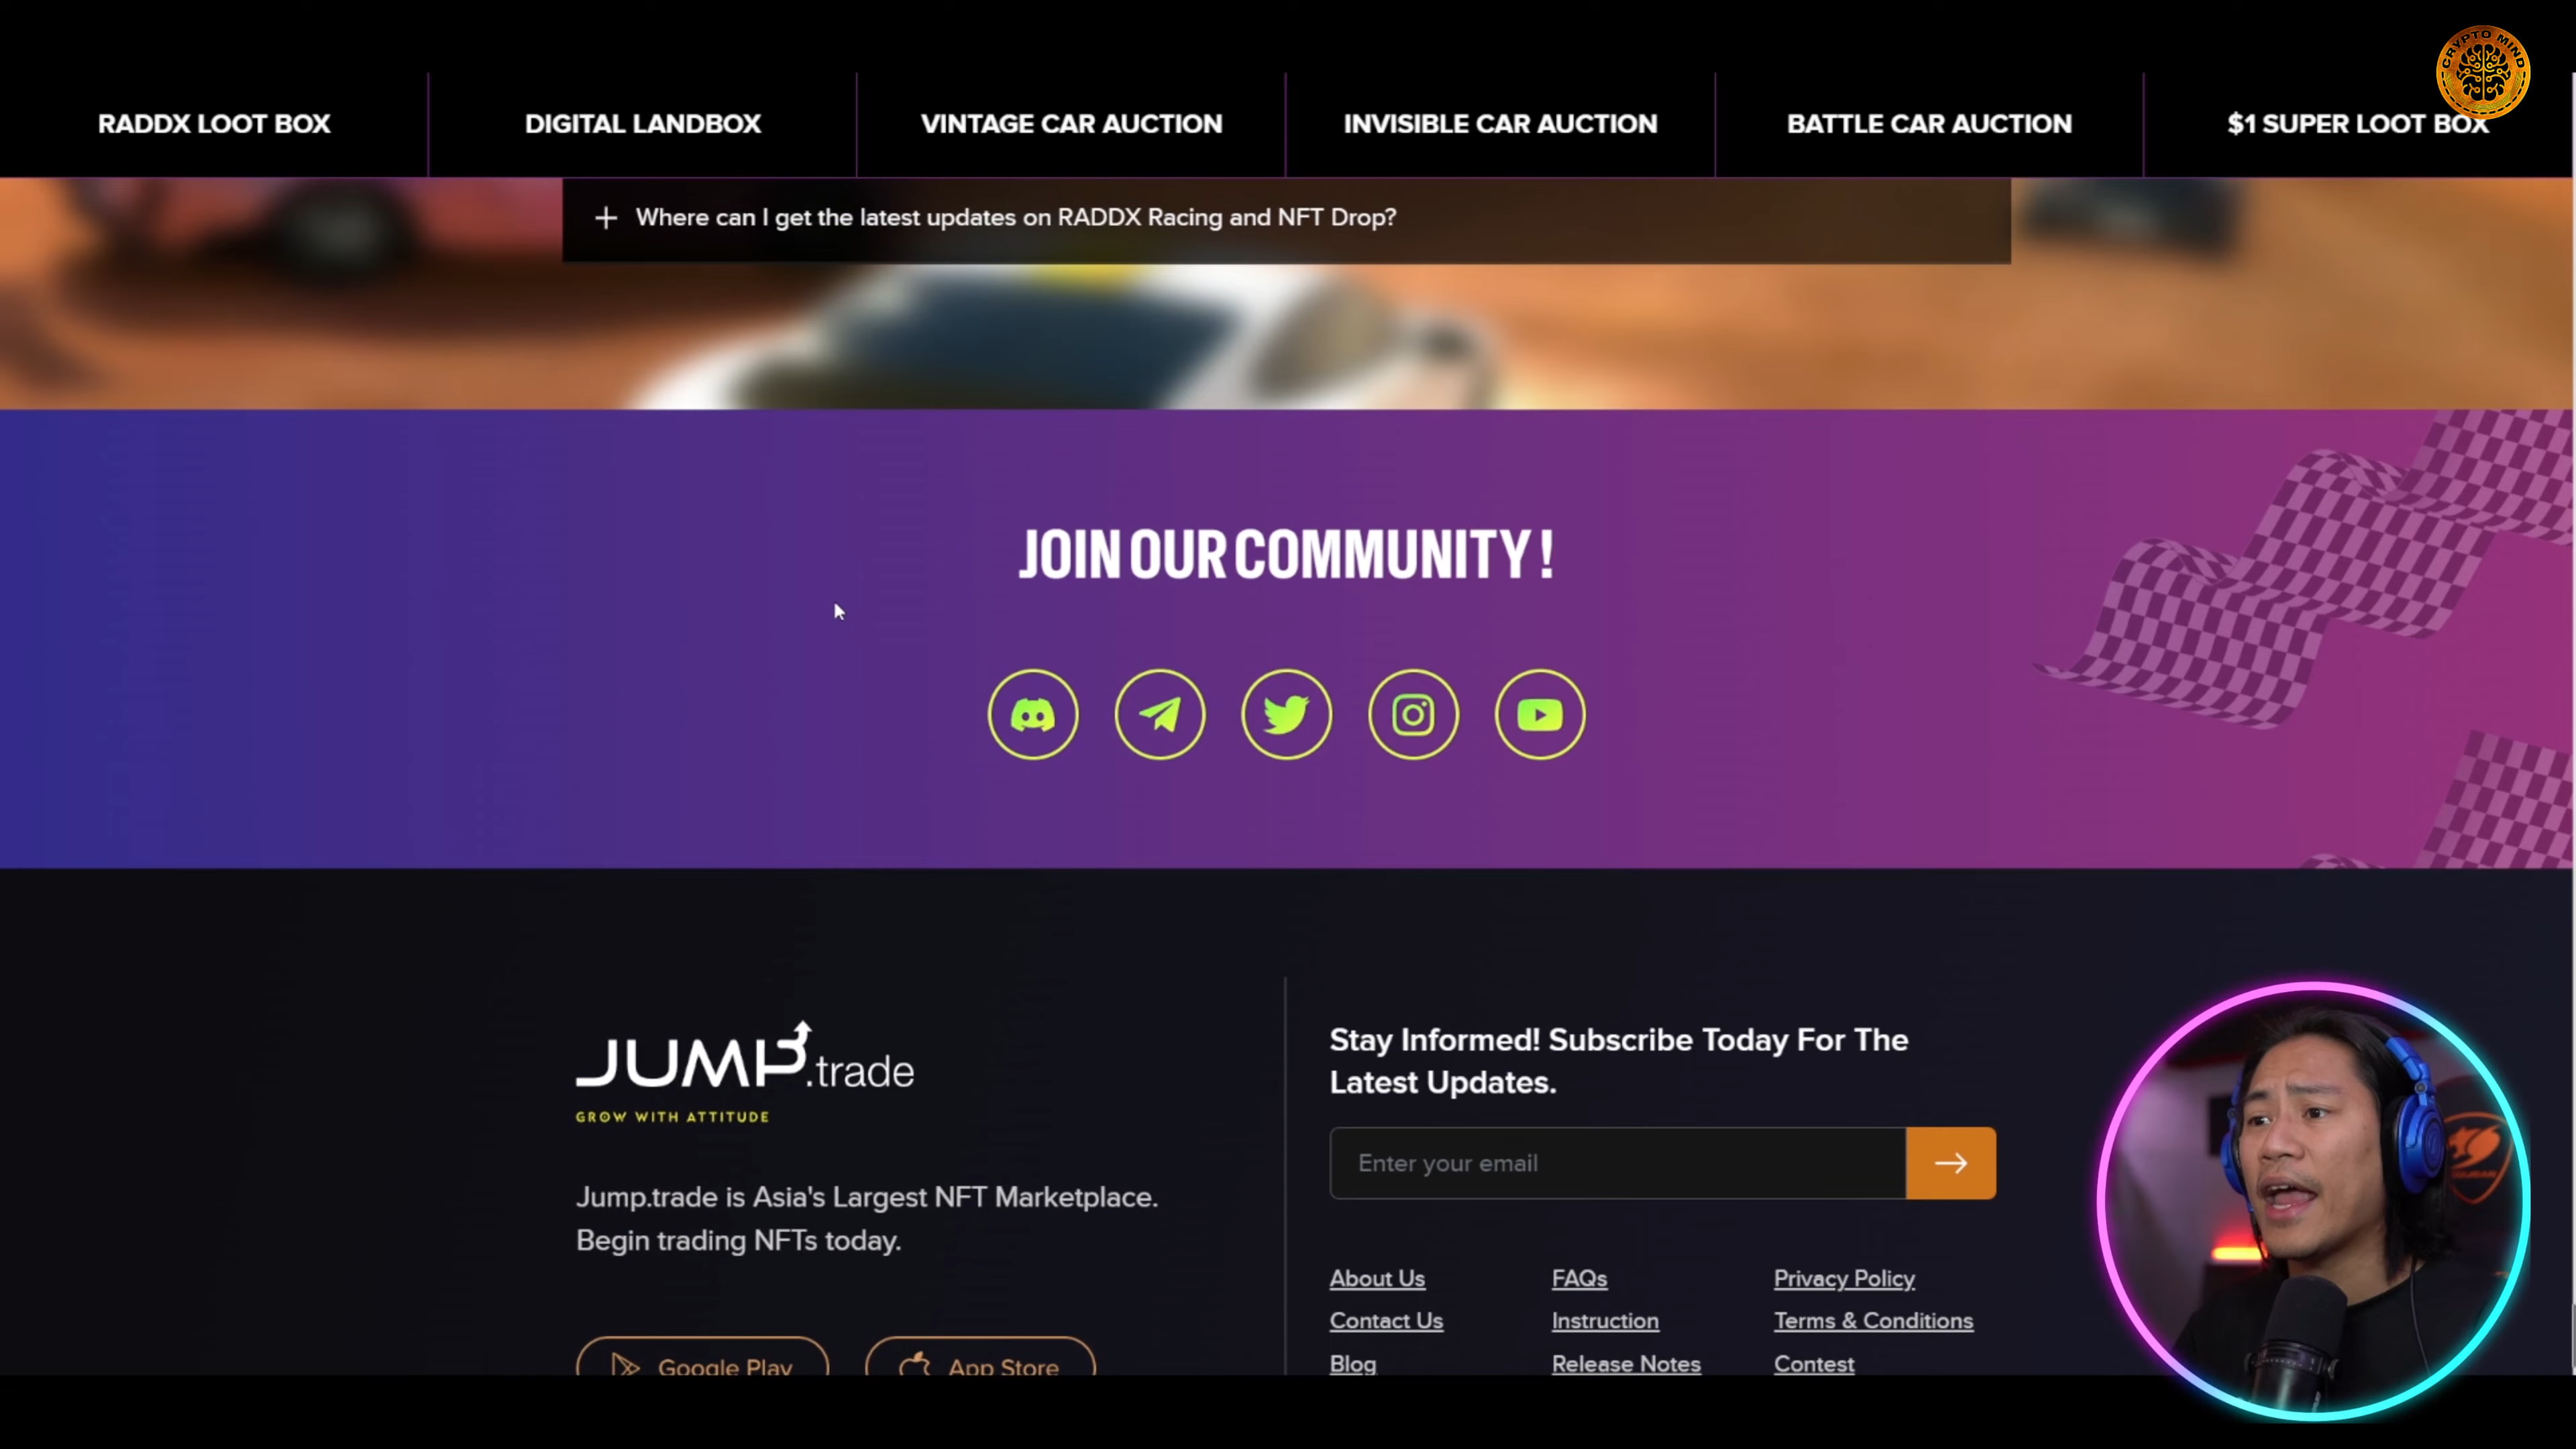 CRYPTO MIND
RADDX LOOT BOX
DIGITAL LANDBOX
VINTAGE CAR AUCTION
INVISIBLE CAR AUCTION
BATTLE CAR AUCTION
$1 SUPER LOOT BOX
Where can I get the latest updates on RADDX Racing and NFT Drop?
JOIN OUR COMMUNITY !
JUMP.trade
GROW WITH ATTITUDE
Jump.trade is Asia's Largest NFT Marketplace.
Begin trading NFTs today.
Google Play
App Store
Stay Informed! Subscribe Today For The
Latest Updates.
Enter your email
About Us
FAQs
Privacy Policy
Contact Us
Instruction
Terms & Conditions
Blog
Release Notes
Contest